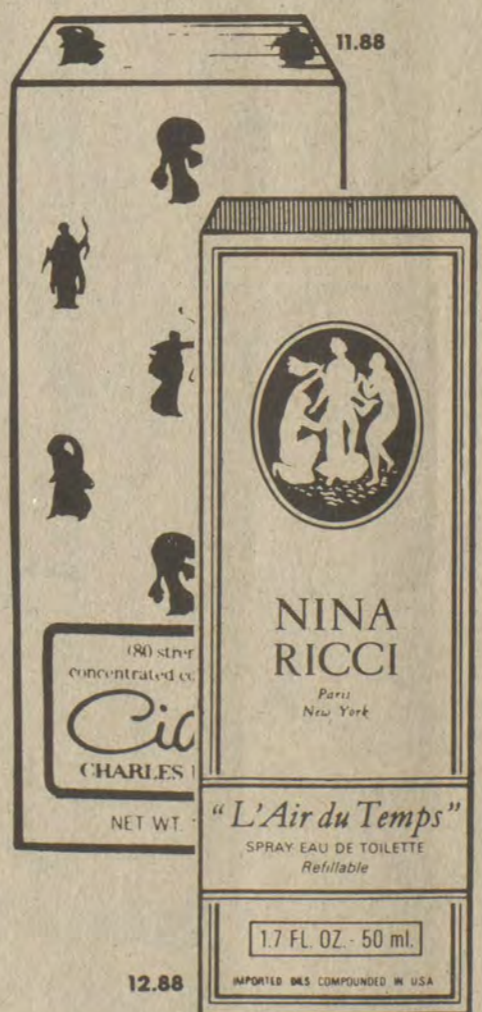 11.88
(80 stren
concentrated co
Cia
CHARLES
NET WT.
NINA
RICCI
Paris
New York
"L'Air du Temps"
SPRAY EAU DE TOILETTE
Refillable
1.7 FL. OZ. - 50 ml.
IMPORTED OILS COMPOUNDED IN U S A
12.88